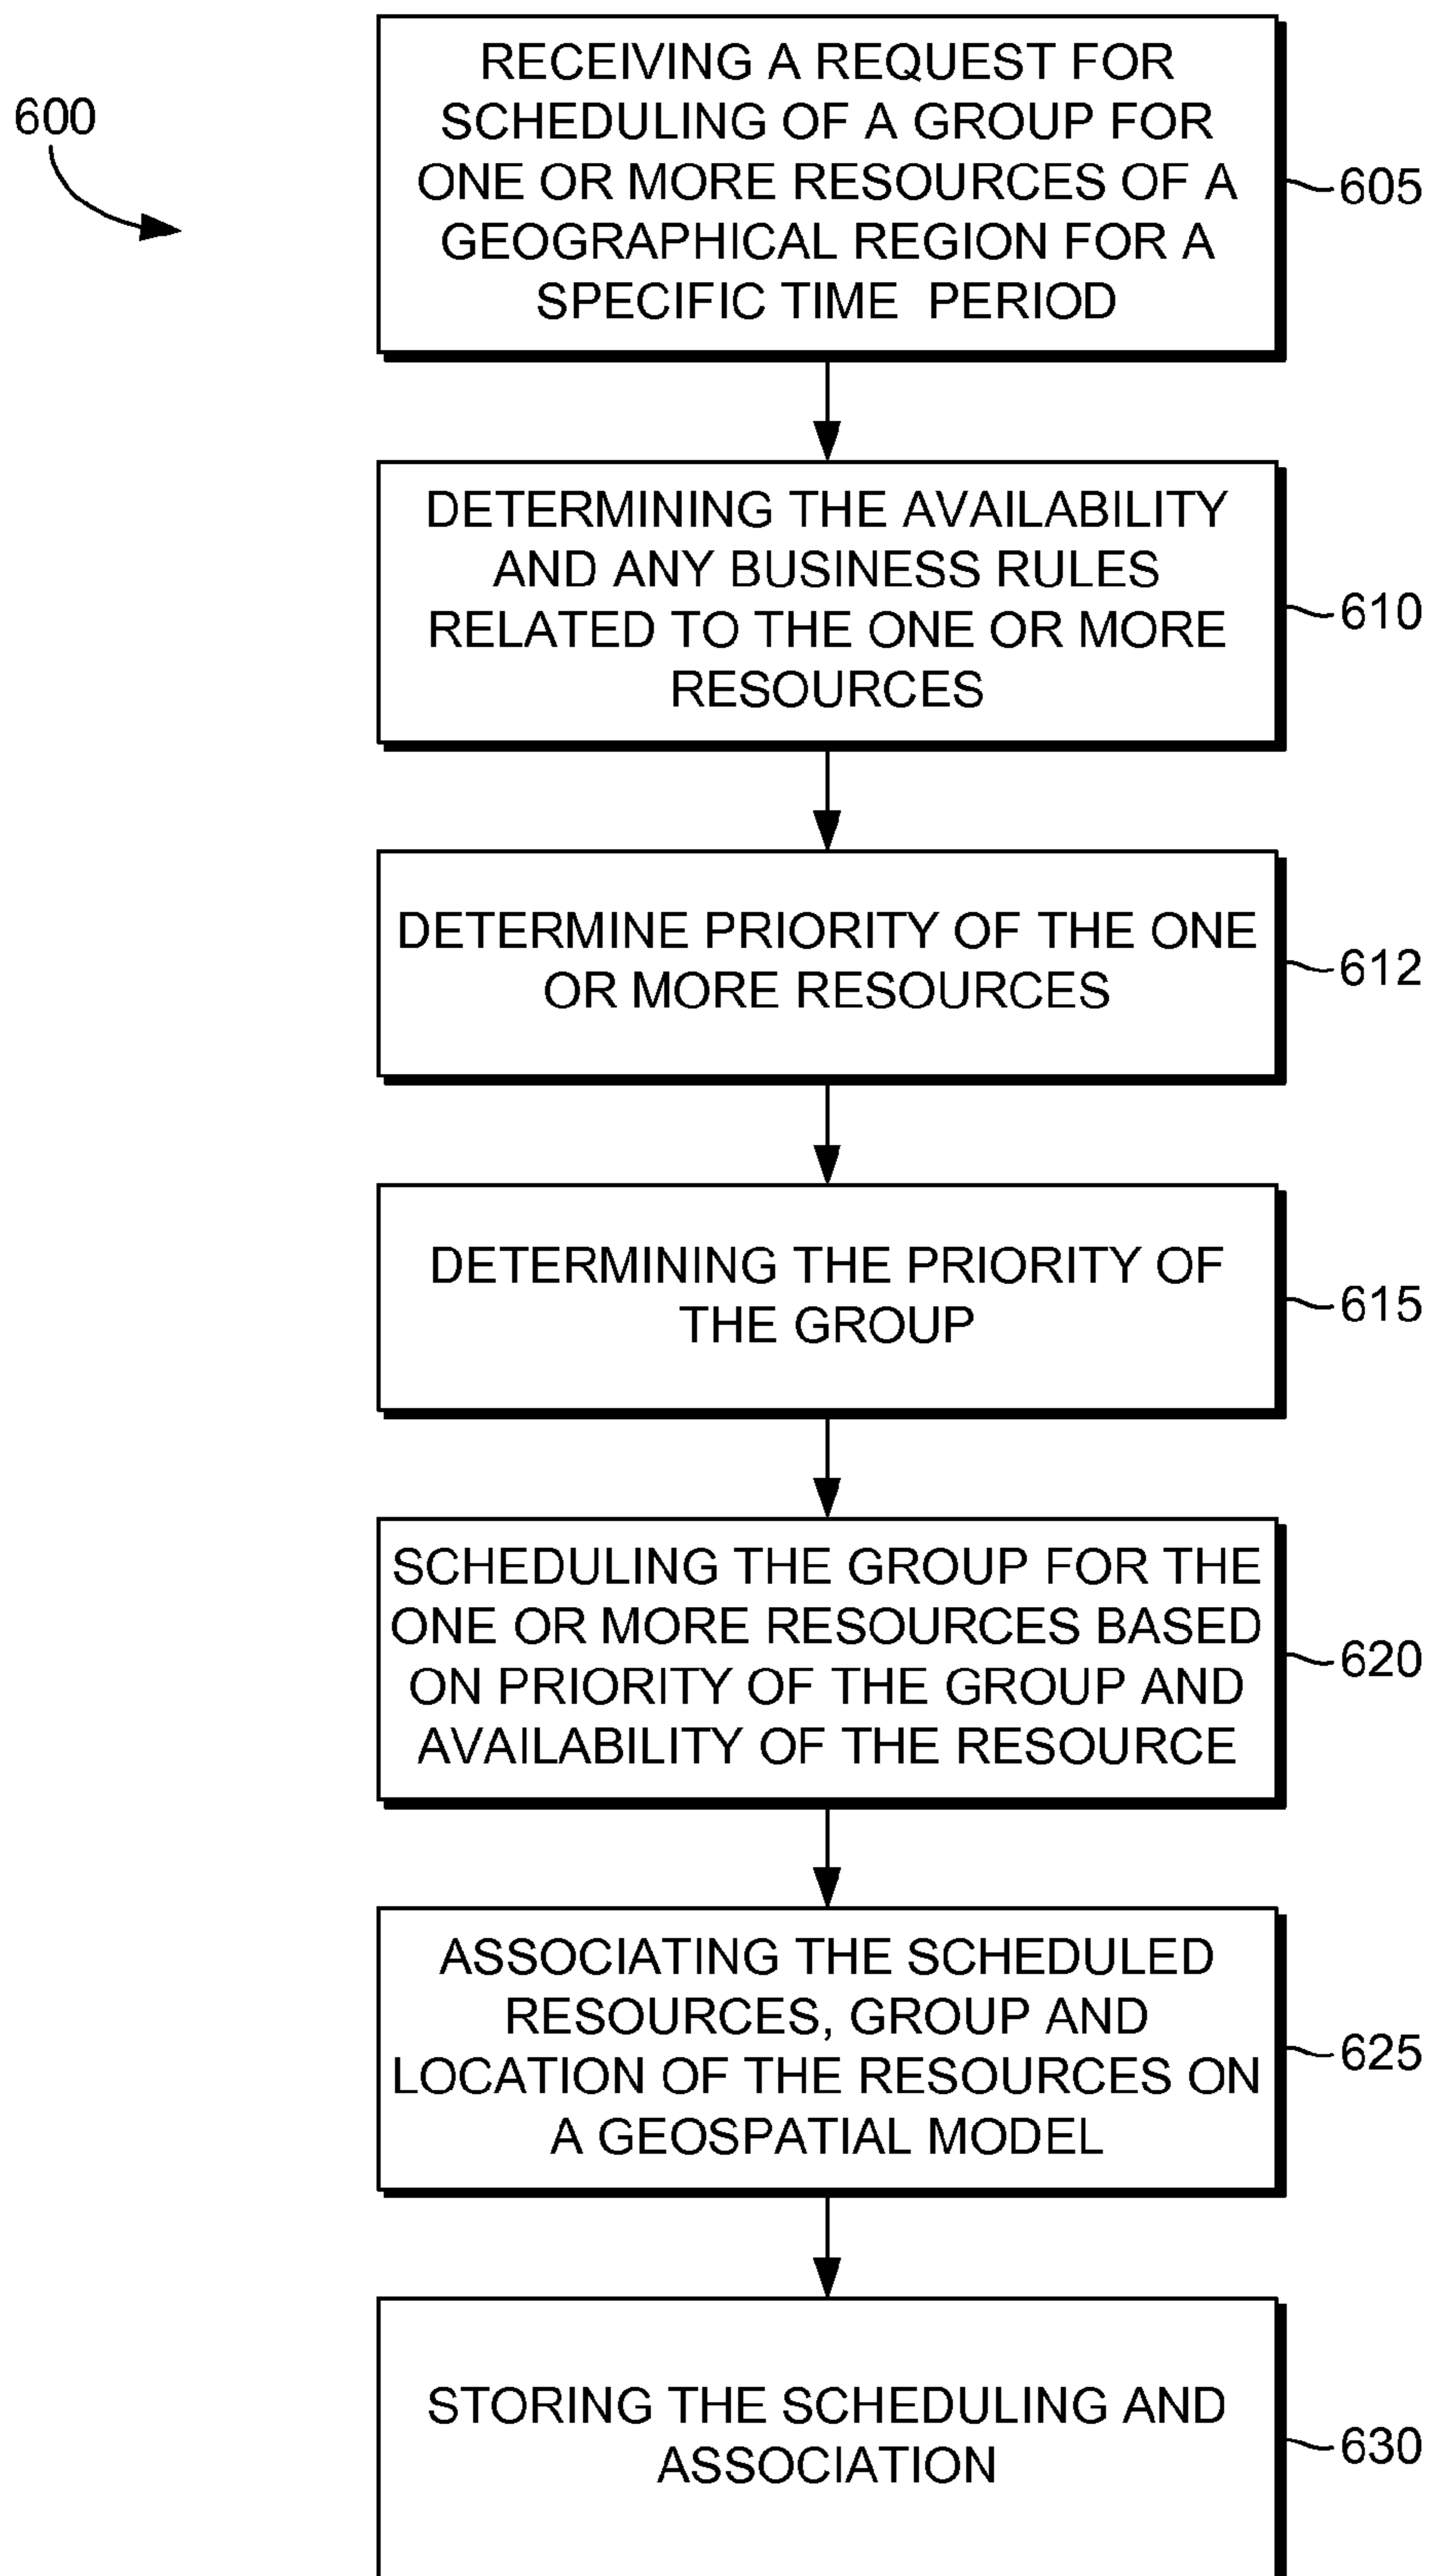 600
RECEIVING A REQUEST FOR
SCHEDULING OF A GROUP FOR
ONE OR MORE RESOURCES OF A
GEOGRAPHICAL REGION FOR A
SPECIFIC TIME  PERIOD
605
DETERMINING THE AVAILABILITY
AND ANY BUSINESS RULES
RELATED TO THE ONE OR MORE
RESOURCES
610
DETERMINE PRIORITY OF THE ONE
OR MORE RESOURCES
612
DETERMINING THE PRIORITY OF
THE GROUP
615
SCHEDULING THE GROUP FOR THE
ONE OR MORE RESOURCES BASED
ON PRIORITY OF THE GROUP AND
AVAILABILITY OF THE RESOURCE
620
ASSOCIATING THE SCHEDULED
RESOURCES, GROUP AND
LOCATION OF THE RESOURCES ON
A GEOSPATIAL MODEL
625
STORING THE SCHEDULING AND
ASSOCIATION
630